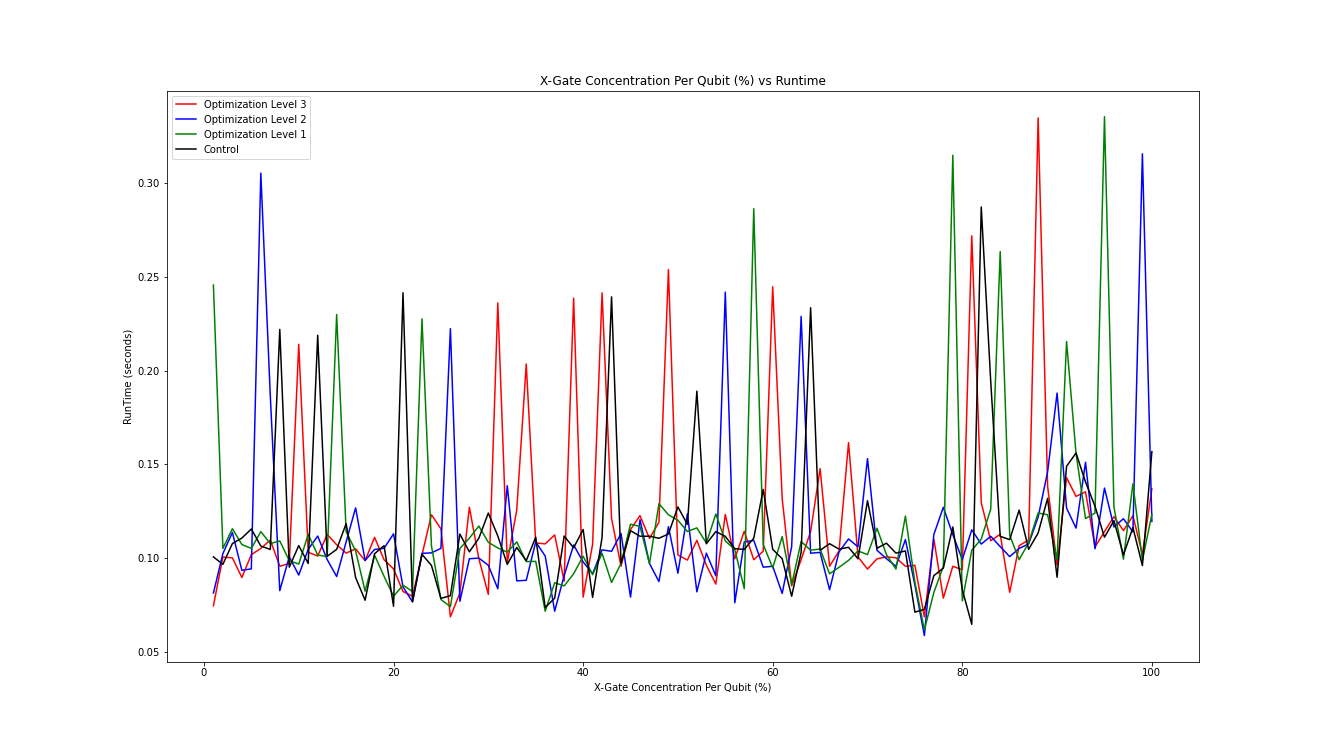 X-Gate Concentration Per Qubit (%) vs Runtime
Optimization Level 3
Optimization Level 2
Optimization Level 1
Control
RunTime (seconds)
0.30
0.25
0.20
0.15
0.10
0.05
0 20 40 60 80 100
X-Gate Concentration Per Qubit (%)